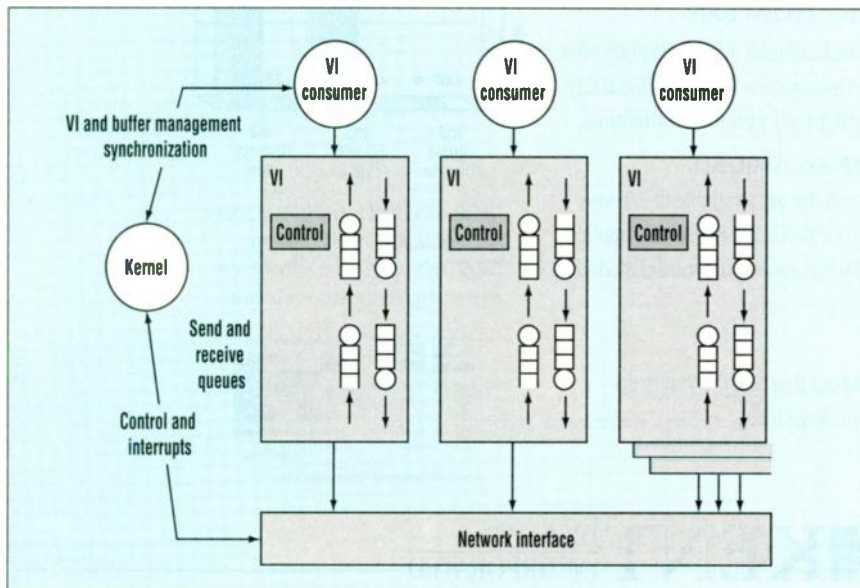 VI
consumer
VI
consumer
VI
consumer
VI and buffer management
synchronization
VI
VI
VI
Control
Control
Control
Kernel
Send and
receive
queues
Control and
interrupts
Network interface